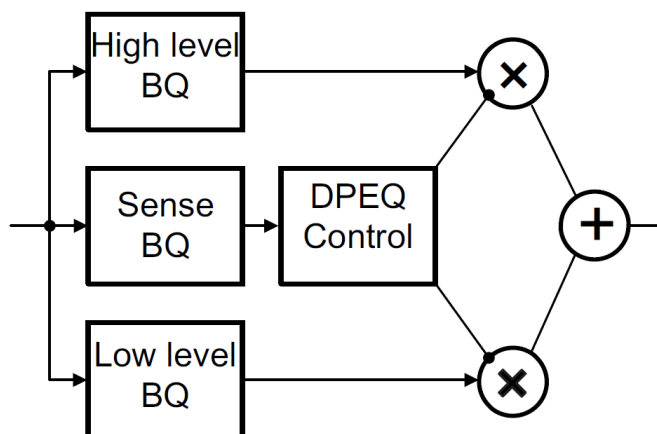 High level
BQ
Sense
BQ
DPEQ
Control
Low level
BQ